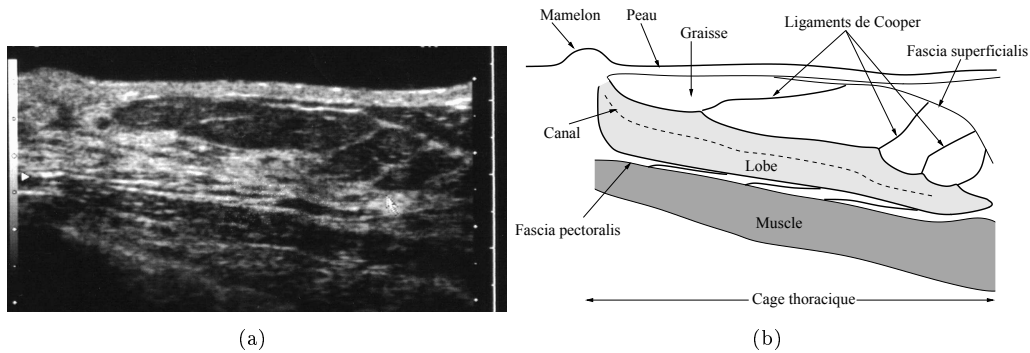 Mamelon
Peau
Graisse
Ligaments de Cooper
Fascia superficialis
Canal
Lobe
Fascia pectoralis
Muscle
Cage thoracique
(a)
(b)